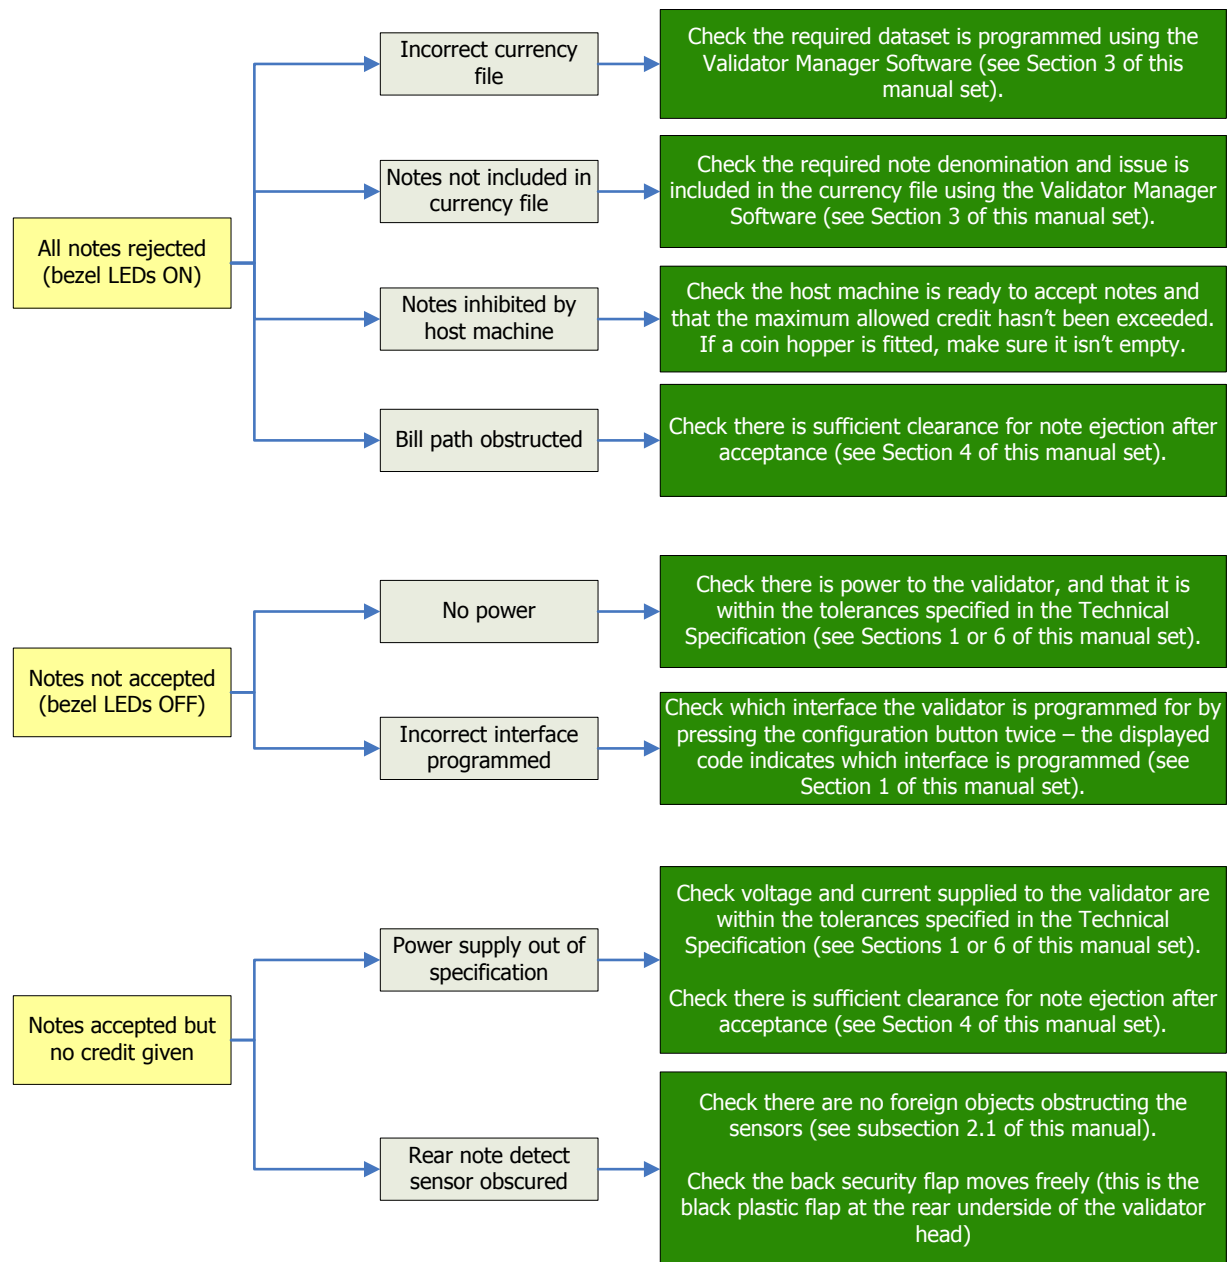 Incorrect currency
file
Check the required dataset is programmed using the
Validator Manager Software (see Section 3 of this
manual set).
Notes not included in
currency file
Check the required note denomination and issue is
included in the currency file using the Validator Manager
Software (see Section 3 of this manual set).
All notes rejected
(bezel LEDs ON)
Notes inhibited by
host machine
Check the host machine is ready to accept notes and
that the maximum allowed credit hasn’t been exceeded.
If a coin hopper is fitted, make sure it isn’t empty.
Bill path obstructed
Check there is sufficient clearance for note ejection after
acceptance (see Section 4 of this manual set).
No power
Check there is power to the validator, and that it is
within the tolerances specified in the Technical
Specification (see Sections 1 or 6 of this manual set).
Notes not accepted
(bezel LEDs OFF)
Incorrect interface
programmed
Check which interface the validator is programmed for by
pressing the configuration button twice – the displayed
code indicates which interface is programmed (see
Section 1 of this manual set).
Power supply out of
specification
Check voltage and current supplied to the validator are
within the tolerances specified in the Technical
Specification (see Sections 1 or 6 of this manual set).
Check there is sufficient clearance for note ejection after
acceptance (see Section 4 of this manual set).
Notes accepted but
no credit given
Rear note detect
sensor obscured
Check there are no foreign objects obstructing the
sensors (see subsection 2.1 of this manual).
Check the back security flap moves freely (this is the
black plastic flap at the rear underside of the validator
head)